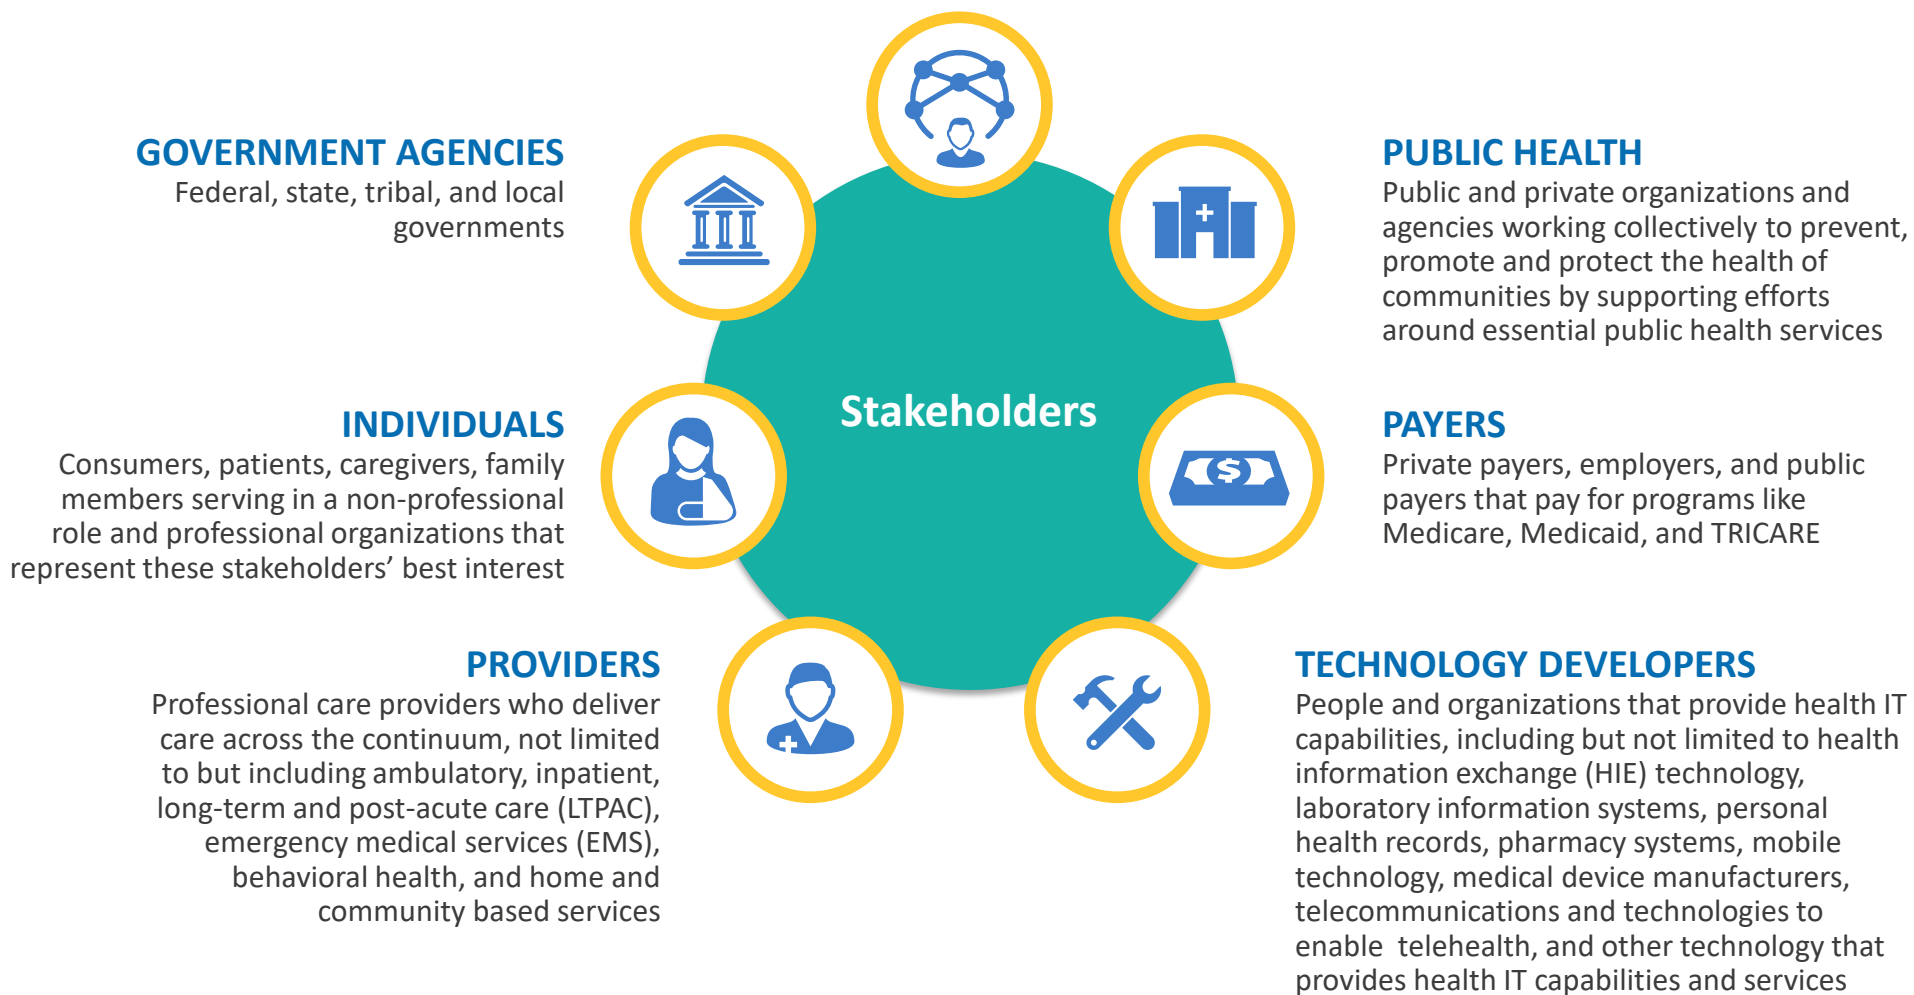 GOVERNMENT AGENCIES
Federal, state, tribal, and local
governments
INDIVIDUALS
Consumers, patients, caregivers, family
members serving in a non-professional
role and professional organizations that
represent these stakeholders’ best interest
PROVIDERS
Professional care providers who deliver
care across the continuum, not limited
to but including ambulatory, inpatient,
long-term and post-acute care (LTPAC),
emergency medical services (EMS),
behavioral health, and home and
community based services
Stakeholders
$
PUBLIC HEALTH
Public and private organizations and
agencies working collectively to prevent,
promote and protect the health of
communities by supporting efforts
around essential public health services
PAYERS
Private payers, employers, and public
payers that pay for programs like
Medicare, Medicaid, and TRICARE
TECHNOLOGY DEVELOPERS
People and organizations that provide health IT
capabilities, including but not limited to health
information exchange (HIE) technology,
laboratory information systems, personal
health records, pharmacy systems, mobile
technology, medical device manufacturers,
telecommunications and technologies to
enable  telehealth, and other technology that
provides health IT capabilities and services